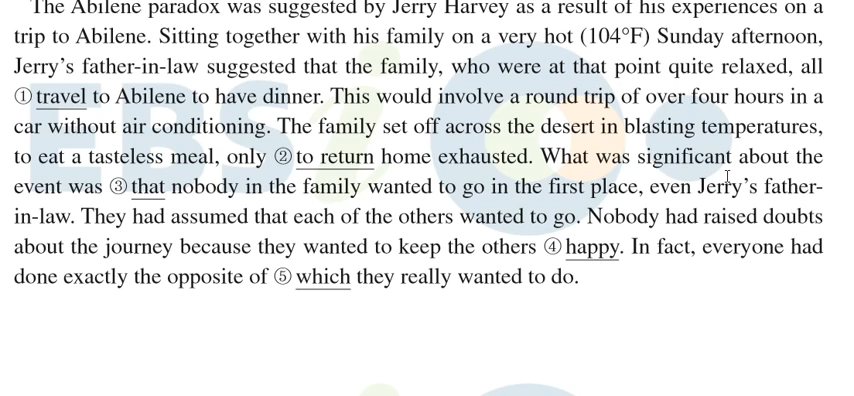 The Abilene paradox was suggested by Jerry Harvey as a result of his experiences on a
trip to Abilene. Sitting together with his family on a very hot (104°F) Sunday afternoon,
Jerry's father-in-law suggested that the family, who were at that point quite relaxed, all
① travel to Abilene to have dinner. This would involve a round trip of over four hours in a
car without air conditioning. The family set off across the desert in blasting temperatures,
to eat a tasteless meal, only ② to return home exhausted. What was significant about the
event was ③ that nobody in the family wanted to go in the first place, even Jerry's father-
in-law. They had assumed that each of the others wanted to go. Nobody had raised doubts
about the journey because they wanted to keep the others ④ happy. In fact, everyone had
done exactly the opposite of ⑤ which they really wanted to do.
EBSi